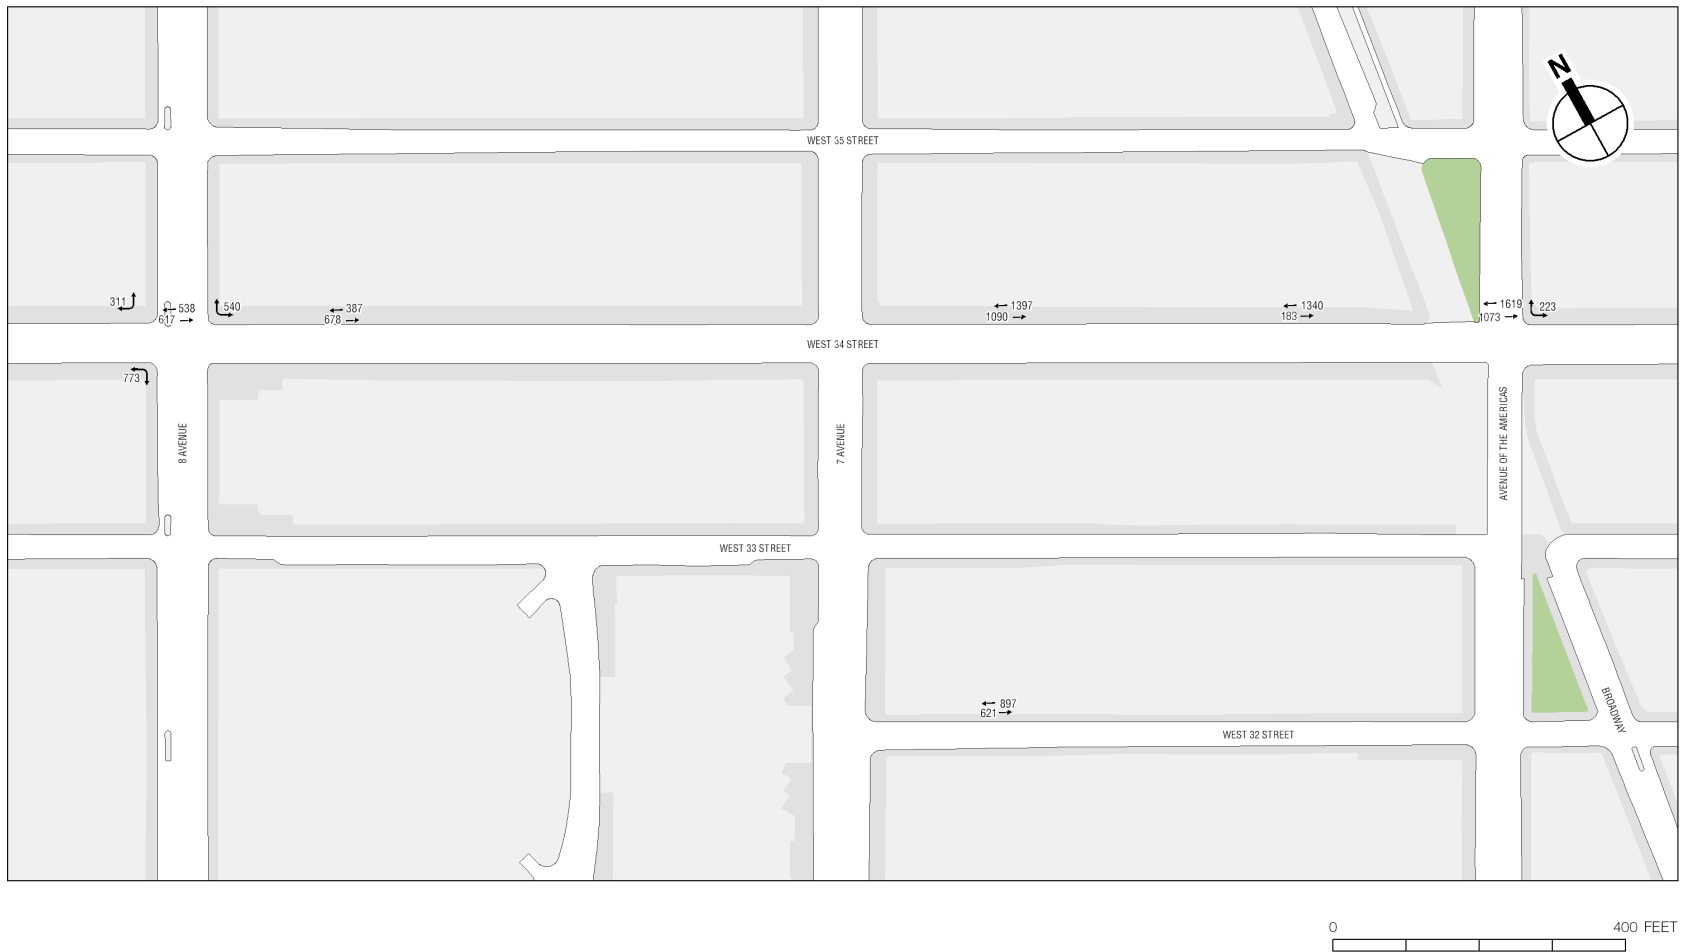 N
WEST 35 STREET
311
538
617
540
387
678
1397
1090
1340
183
1619
1073
223
WEST 34 STREET
773
8 AVENUE
7 AVENUE
AVENUE OF THE AMERICAS
WEST 33 STREET
897
621
BROADWAY
WEST 32 STREET
0 400 FEET